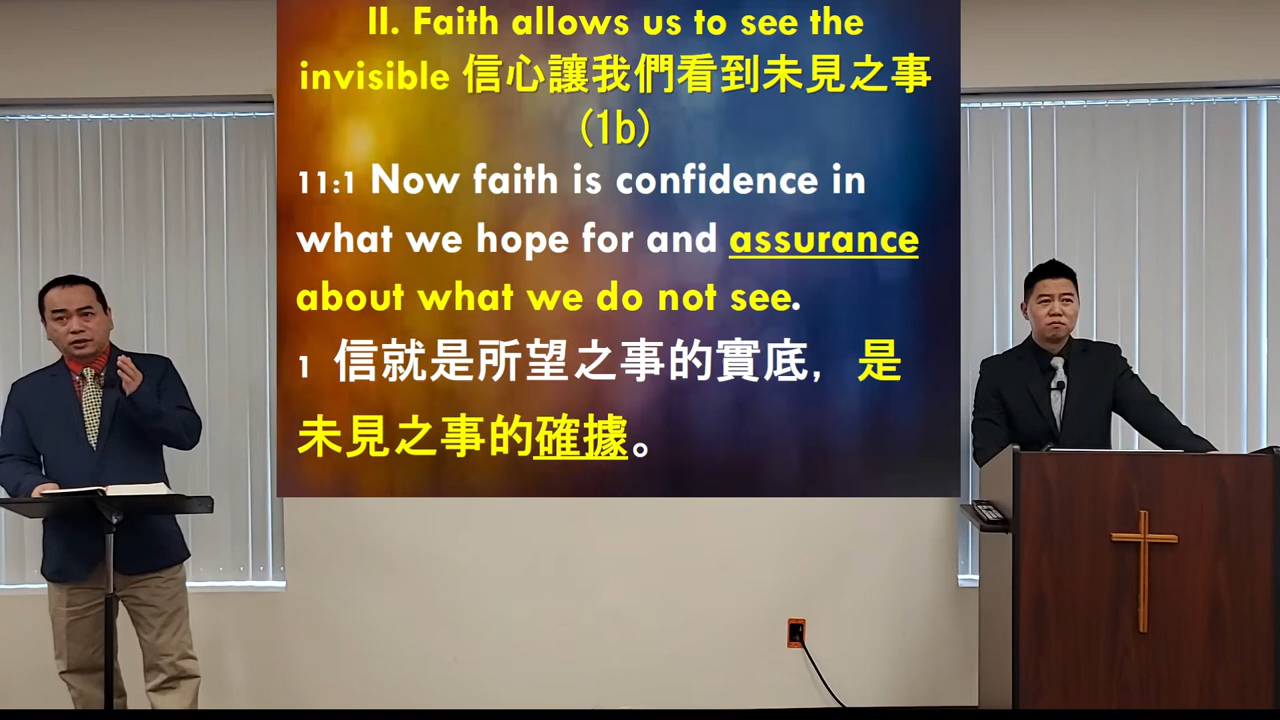 II. Faith allows us to see the
invisible 信心讓我們看到未見之事
(1b)
11:1 Now faith is confidence in
what we hope for and assurance
about what we do not see.
1 信就是所望之事的實底, 是
未見之事的確據。